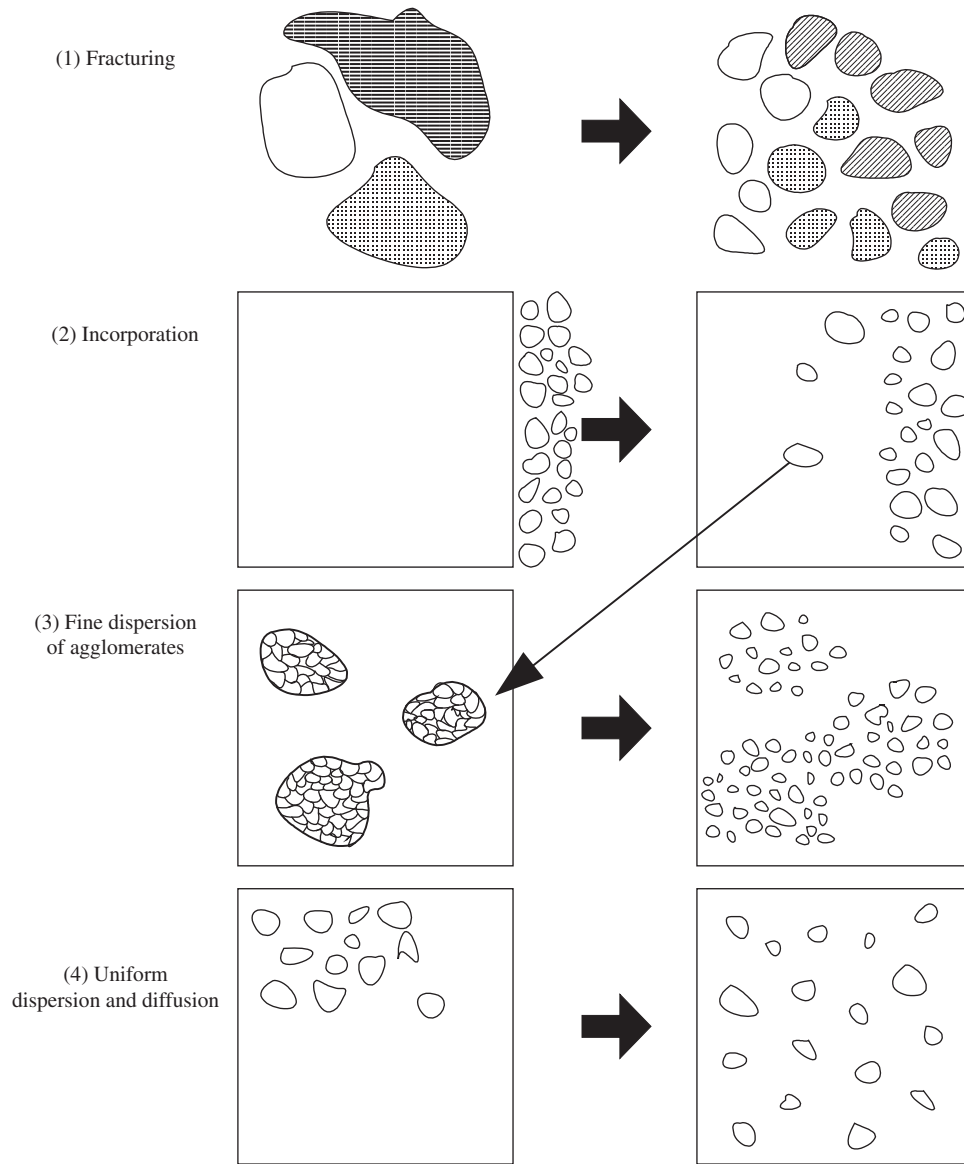 (1) Fracturing
(2) Incorporation
(3) Fine dispersion
of agglomerates
(4) Uniform
dispersion and diffusion